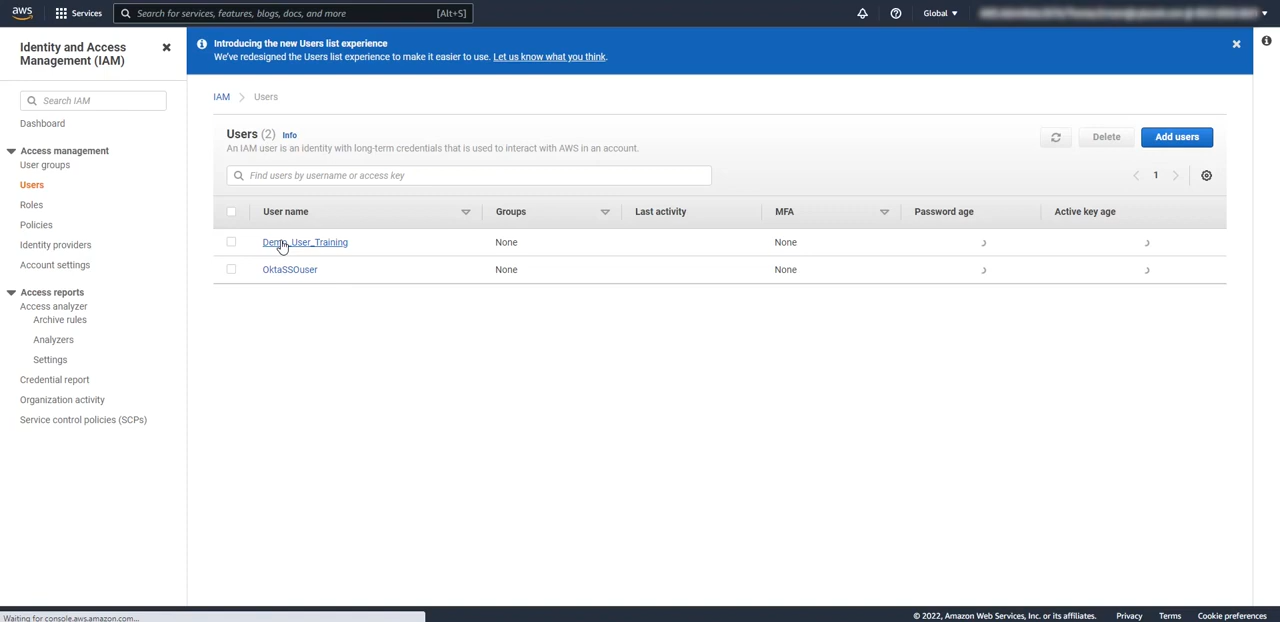 aws
Services
Search for services, features, blogs, docs, and more
[Alt+S]
Global
Identity and Access
Management (IAM)
Search IAM
Dashboard
Access management
User groups
Users
Roles
Policies
Identity providers
Account settings
Access reports
Access analyzer
Archive rules
Analyzers
Settings
Credential report
Organization activity
Service control policies (SCPs)
Introducing the new Users list experience
We've redesigned the Users list experience to make it easier to use. Let us know what you think.
IAM
Users
Users (2) Info
An IAM user is an identity with long-term credentials that is used to interact with AWS in an account.
Delete
Add users
Find users by username or access key
1
User name Groups Last activity MFA Password age Active key age
Demo_User_Training None None
OktaSSOuser None None
Waiting for console.aws.amazon.com...
© 2022, Amazon Web Services, Inc. or its affiliates. Privacy Terms Cookie preferences